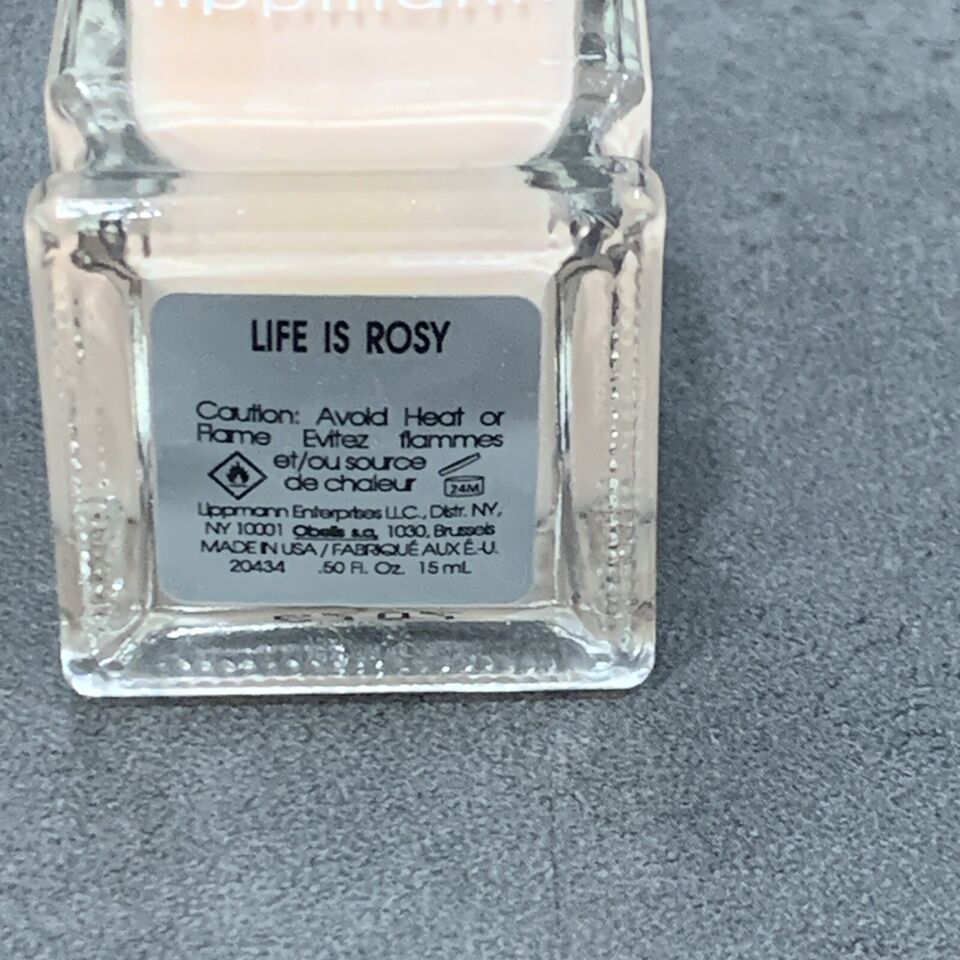 LIFE IS ROSY
Caution: Avoid Heat or
Flame Evitez flammes
et/ou source
de chaleur
24M
Lippmann Enterprises LLC., Distr. NY,
NY 10001 Obelis s.a, 1030, Brussels
MADE IN USA / FABRIQUÉ AUX É.-U.
20434 .50 Fl. Oz. 15 mL